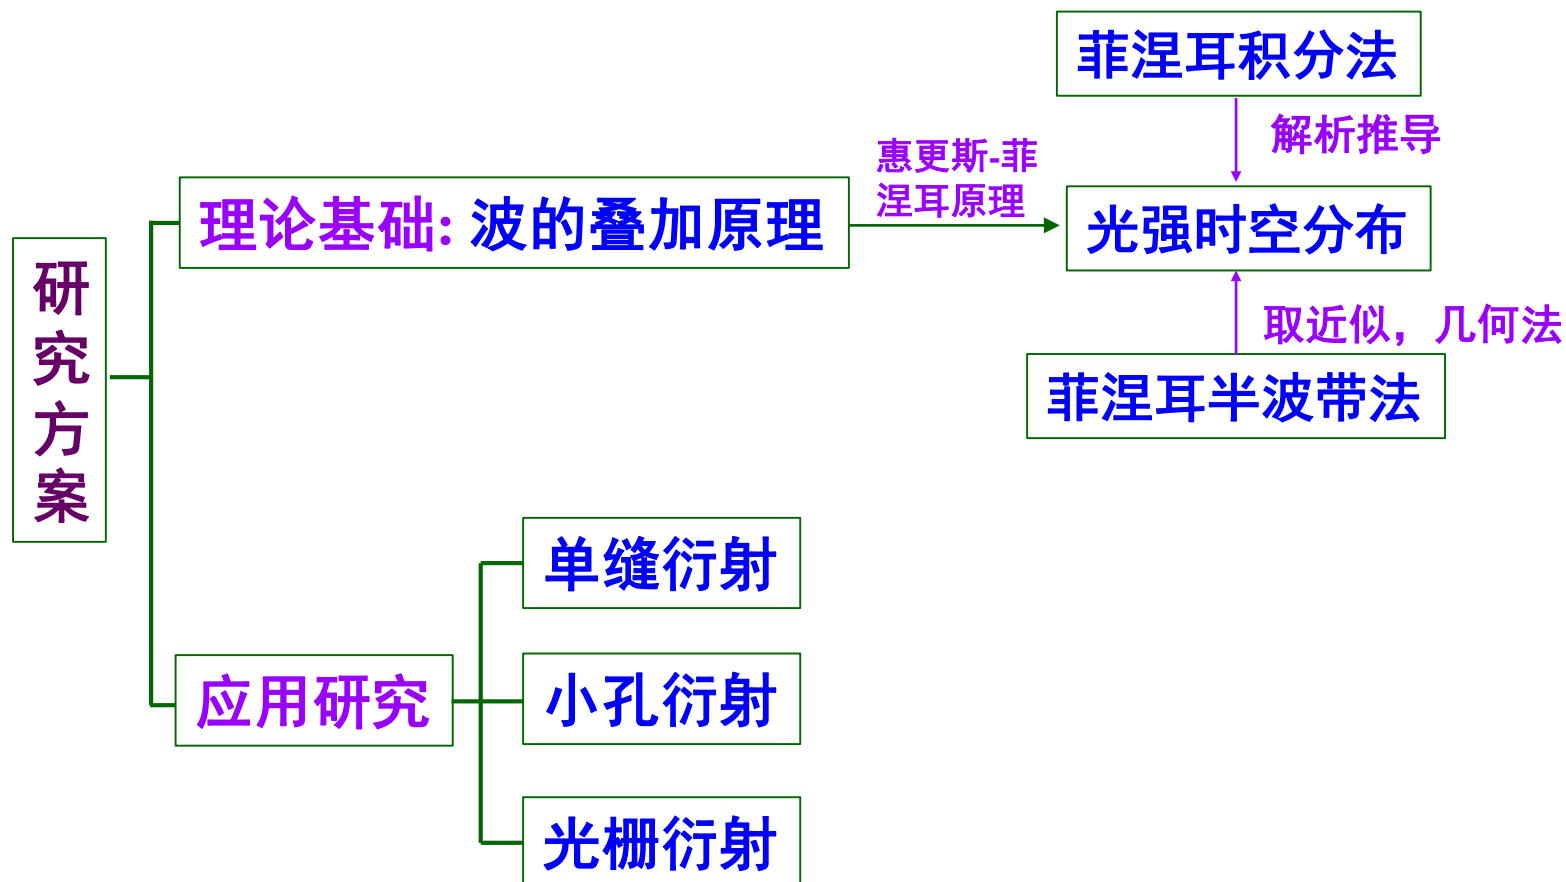 菲涅耳积分法
解析推导
惠更斯-菲
涅耳原理
理论基础: 波的叠加原理
光强时空分布
研究方案
取近似，几何法
菲涅耳半波带法
单缝衍射
应用研究
小孔衍射
光栅衍射